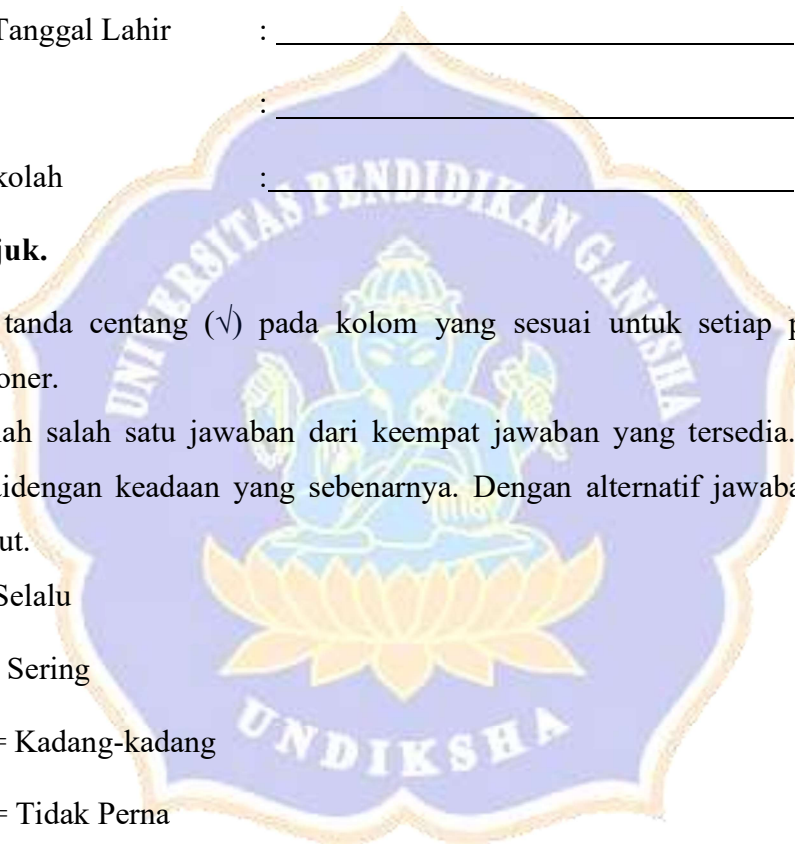 Tanggal Lahir :
:
kolah :
juk.
tanda centang (√) pada kolom yang sesuai untuk setiap p
oner.
ah salah satu jawaban dari keempat jawaban yang tersedia.
idengan keadaan yang sebenarnya. Dengan alternatif jawaba
ut.
Selalu
Sering
= Kadang-kadang
= Tidak Perna
UNIVERSITAS PENDIDIKAN GANESHA
UNDIKSHA